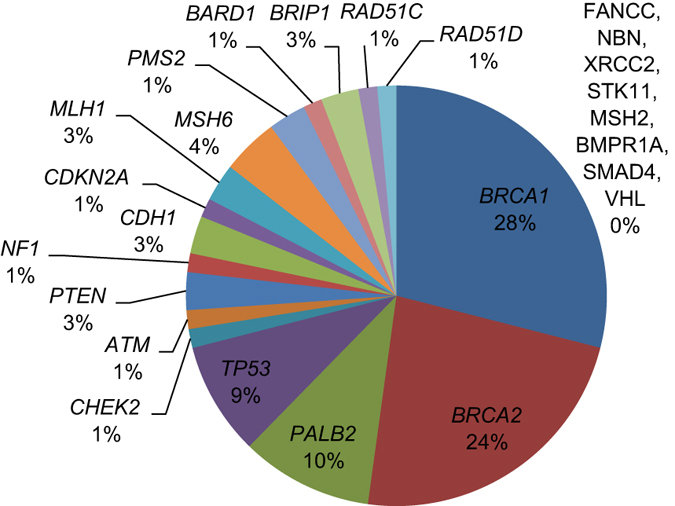 BARD1
1%
BRIP1
3%
RAD51C
1%
RAD51D
1%
FANCC,
NBN,
XRCC2,
STK11,
MSH2,
BMPR1A,
SMAD4,
VHL
0%
BRCA1
28%
BRCA2
24%
PALB2
10%
TP53
9%
CHEK2
1%
ATM
1%
PTEN
3%
NF1
1%
CDH1
3%
CDKN2A
1%
MLH1
3%
MSH6
4%
PMS2
1%